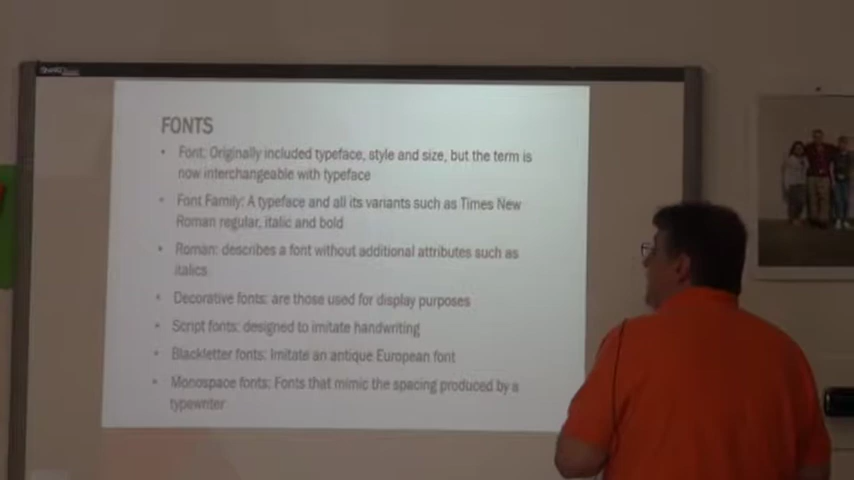 FONTS
• Font: Originally included typeface, style and size, but the term is
now interchangeable with typeface
• Font Family: A typeface and all its variants such as Times New
Roman regular, italic and bold
• Roman: describes a font without additional attributes such as
italics
• Decorative fonts: are those used for display purposes
• Script fonts: designed to imitate handwriting
• Blackletter fonts: Imitate an antique European font
• Monospace fonts: Fonts that mimic the spacing produced by a
typewriter